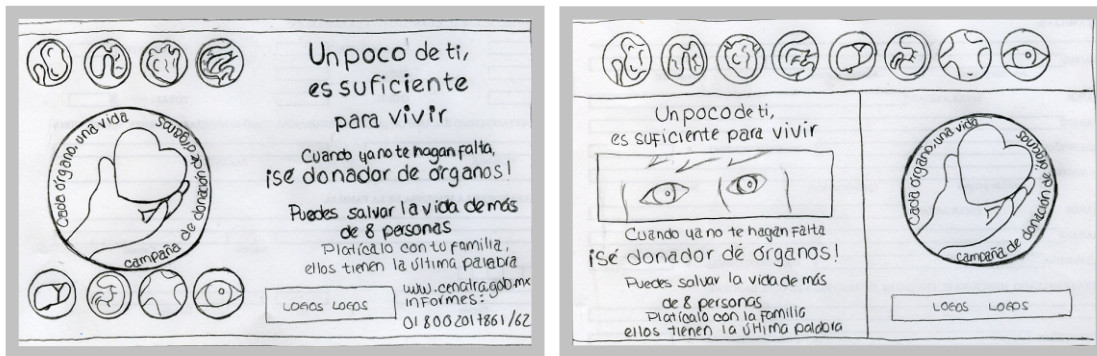 Un poco de ti,
es suficiente
para vivir
Cuando ya no te hagan falta,
¡sé donador de órganos!
Puedes salvar la vida de más
de 8 personas
Platícalo con tu familia,
ellos tienen la última palabra
www.cenatra.gob.mx
informes:
01 800 2017861/62
LOGOS LOGOS
Cada órgano, una vida
campaña de donación de órganos
Un poco de ti,
es suficiente para vivir
Cuando ya no te hagan falta
¡sé donador de órganos!
Puedes salvar la vida de más
de 8 personas
Platícalo con la familia
ellos tienen la última palabra
Cada órgano, una vida
campaña de donación de órganos
LOGOS LOGOS